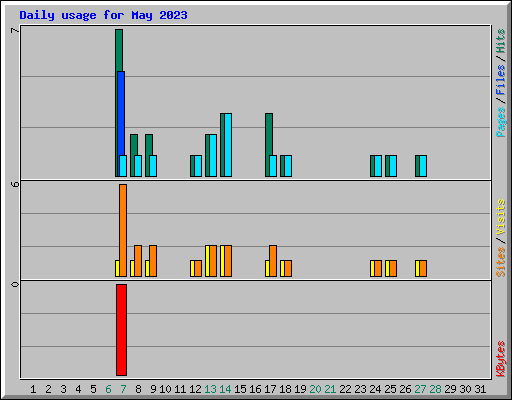 Daily usage for May 2023
7
6
0
Pages / Files / Hits
Sites / Visits
KBytes
1 2 3 4 5 6 7 8 9 10 11 12 13 14 15 16 17 18 19 20 21 22 23 24 25 26 27 28 29 30 31